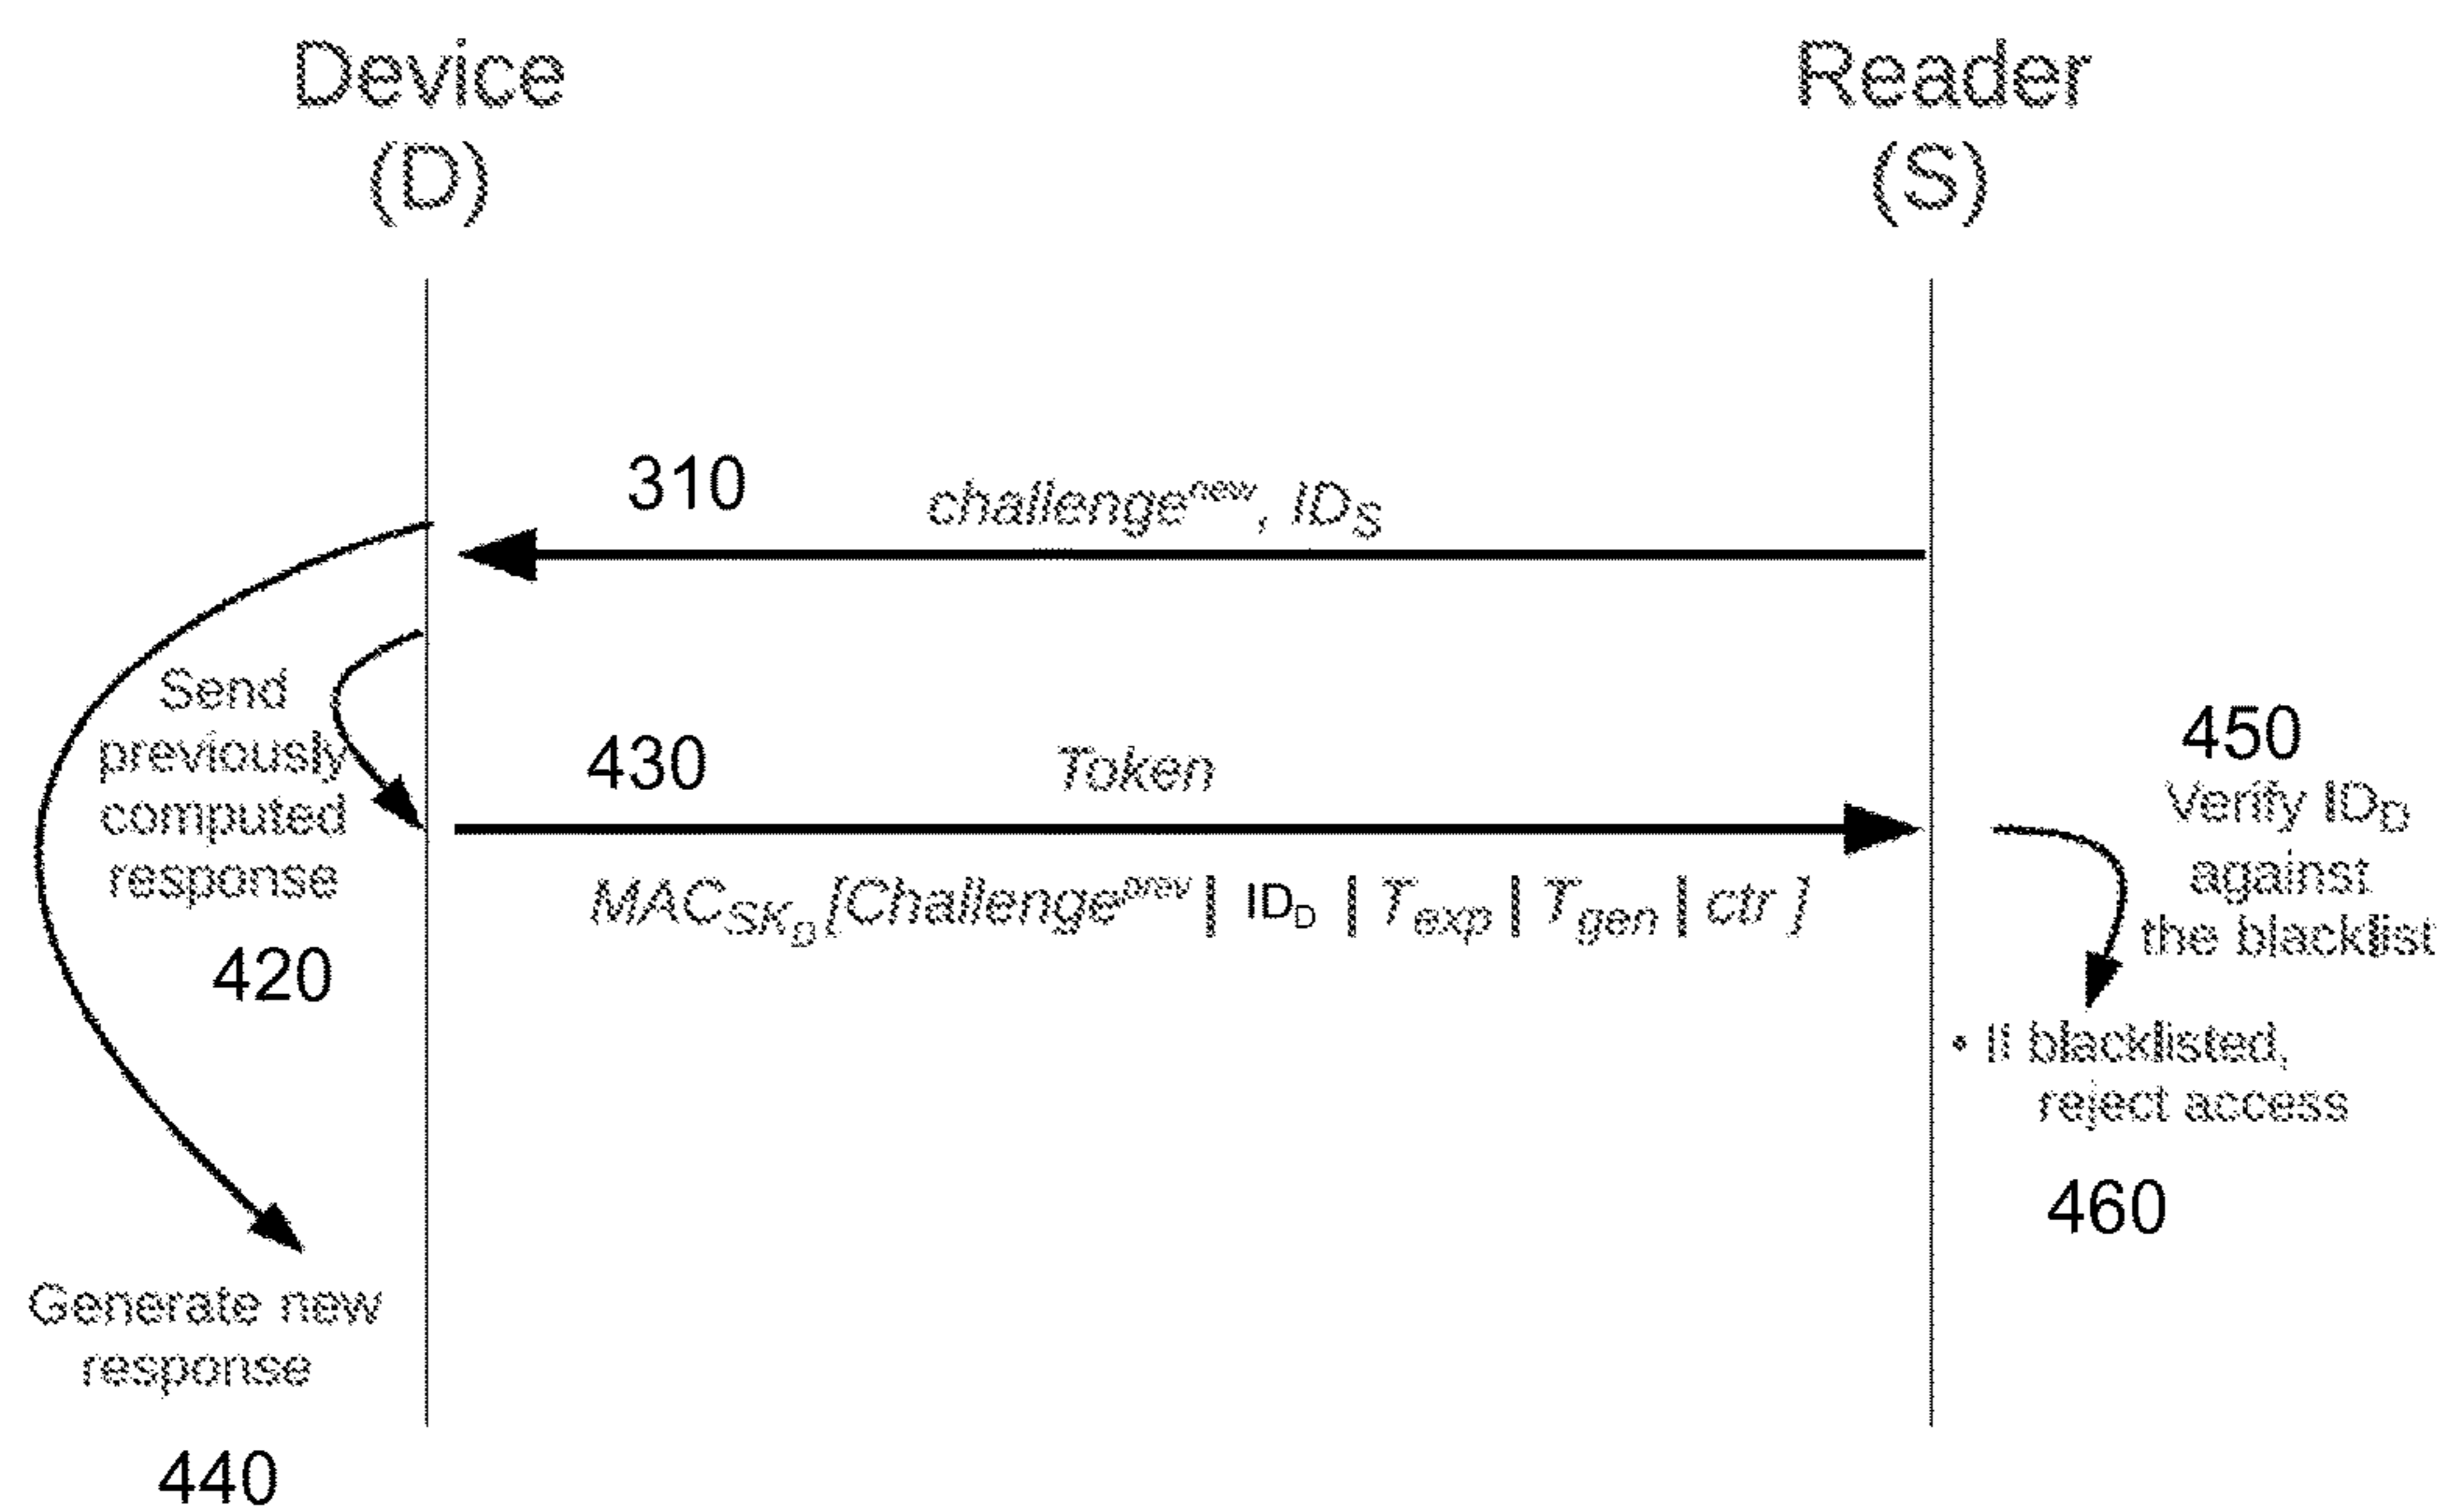 Device
(D)
Reader
(S)
310
challenge^new, ID_S
Send
previously
computed
response
420
430
Token
MAC_SK_D [Challenge^prev | ID_D | T_exp | T_gen | ctr ]
450
Verify ID_D
against
the blacklist
• If blacklisted,
reject access
460
Generate new
response
440